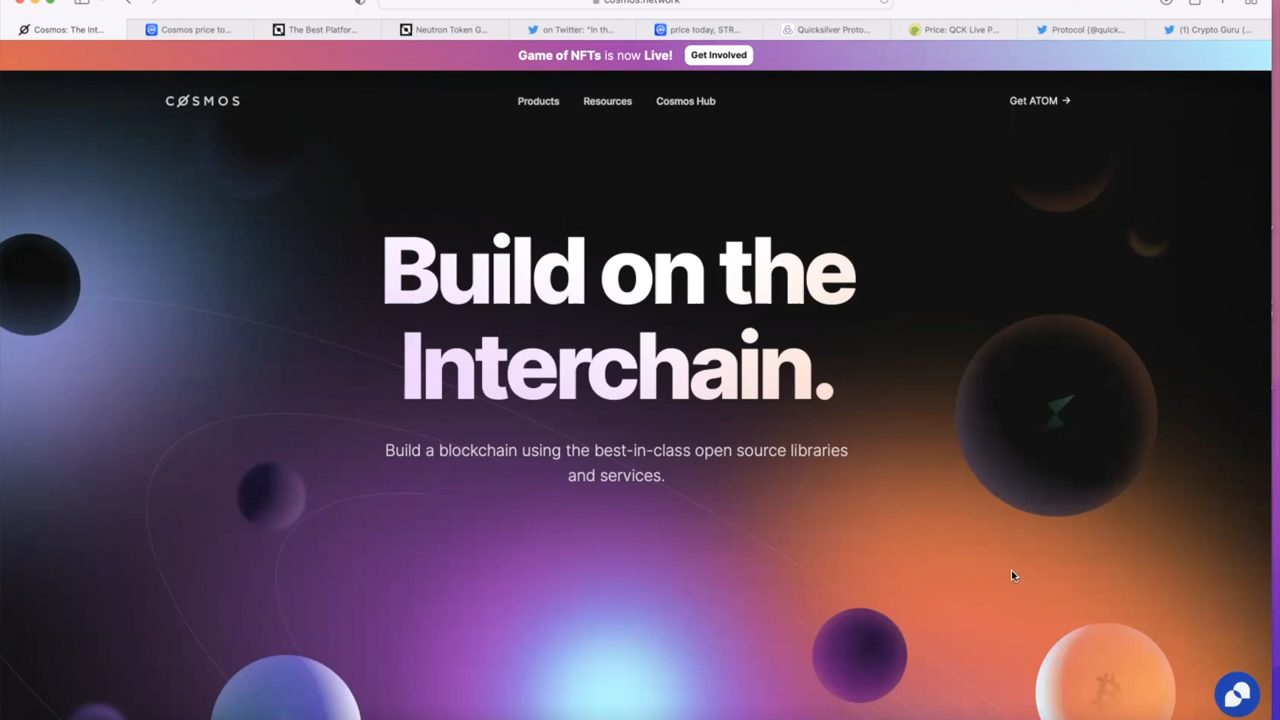 cosmos.network
Cosmos: The Int...
Cosmos price to...
The Best Platfor...
Neutron Token G...
on Twitter: "In th...
price today, STR...
Quicksilver Proto...
Price: QCK Live P...
Protocol (@quick...
(1) Crypto Guru (...
Game of NFTs is now Live!
Get Involved
COSMOS
Products
Resources
Cosmos Hub
Get ATOM →
Build on the
Interchain.
Build a blockchain using the best-in-class open source libraries
and services.